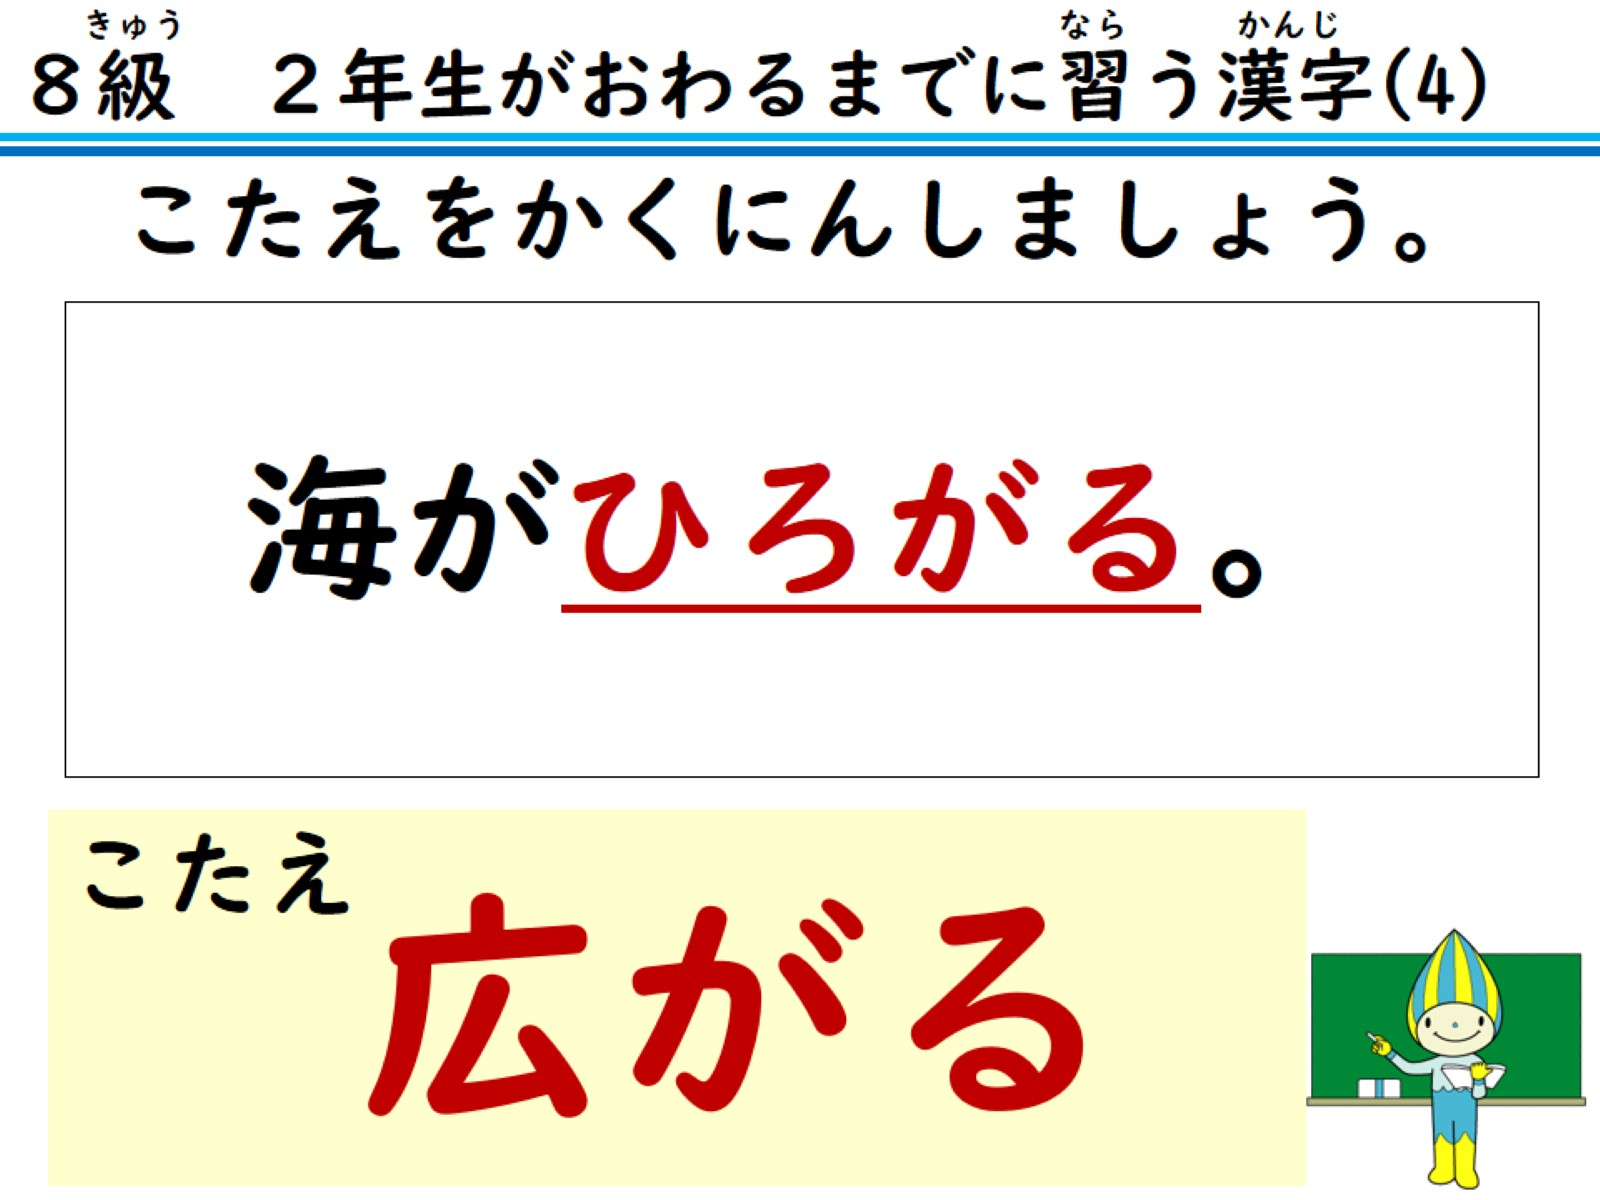 きゅう なら かんじ
８級　２年生がおわるまでに習う漢字(4)
こたえをかくにんしましょう。
海がひろがる。
こたえ
広がる